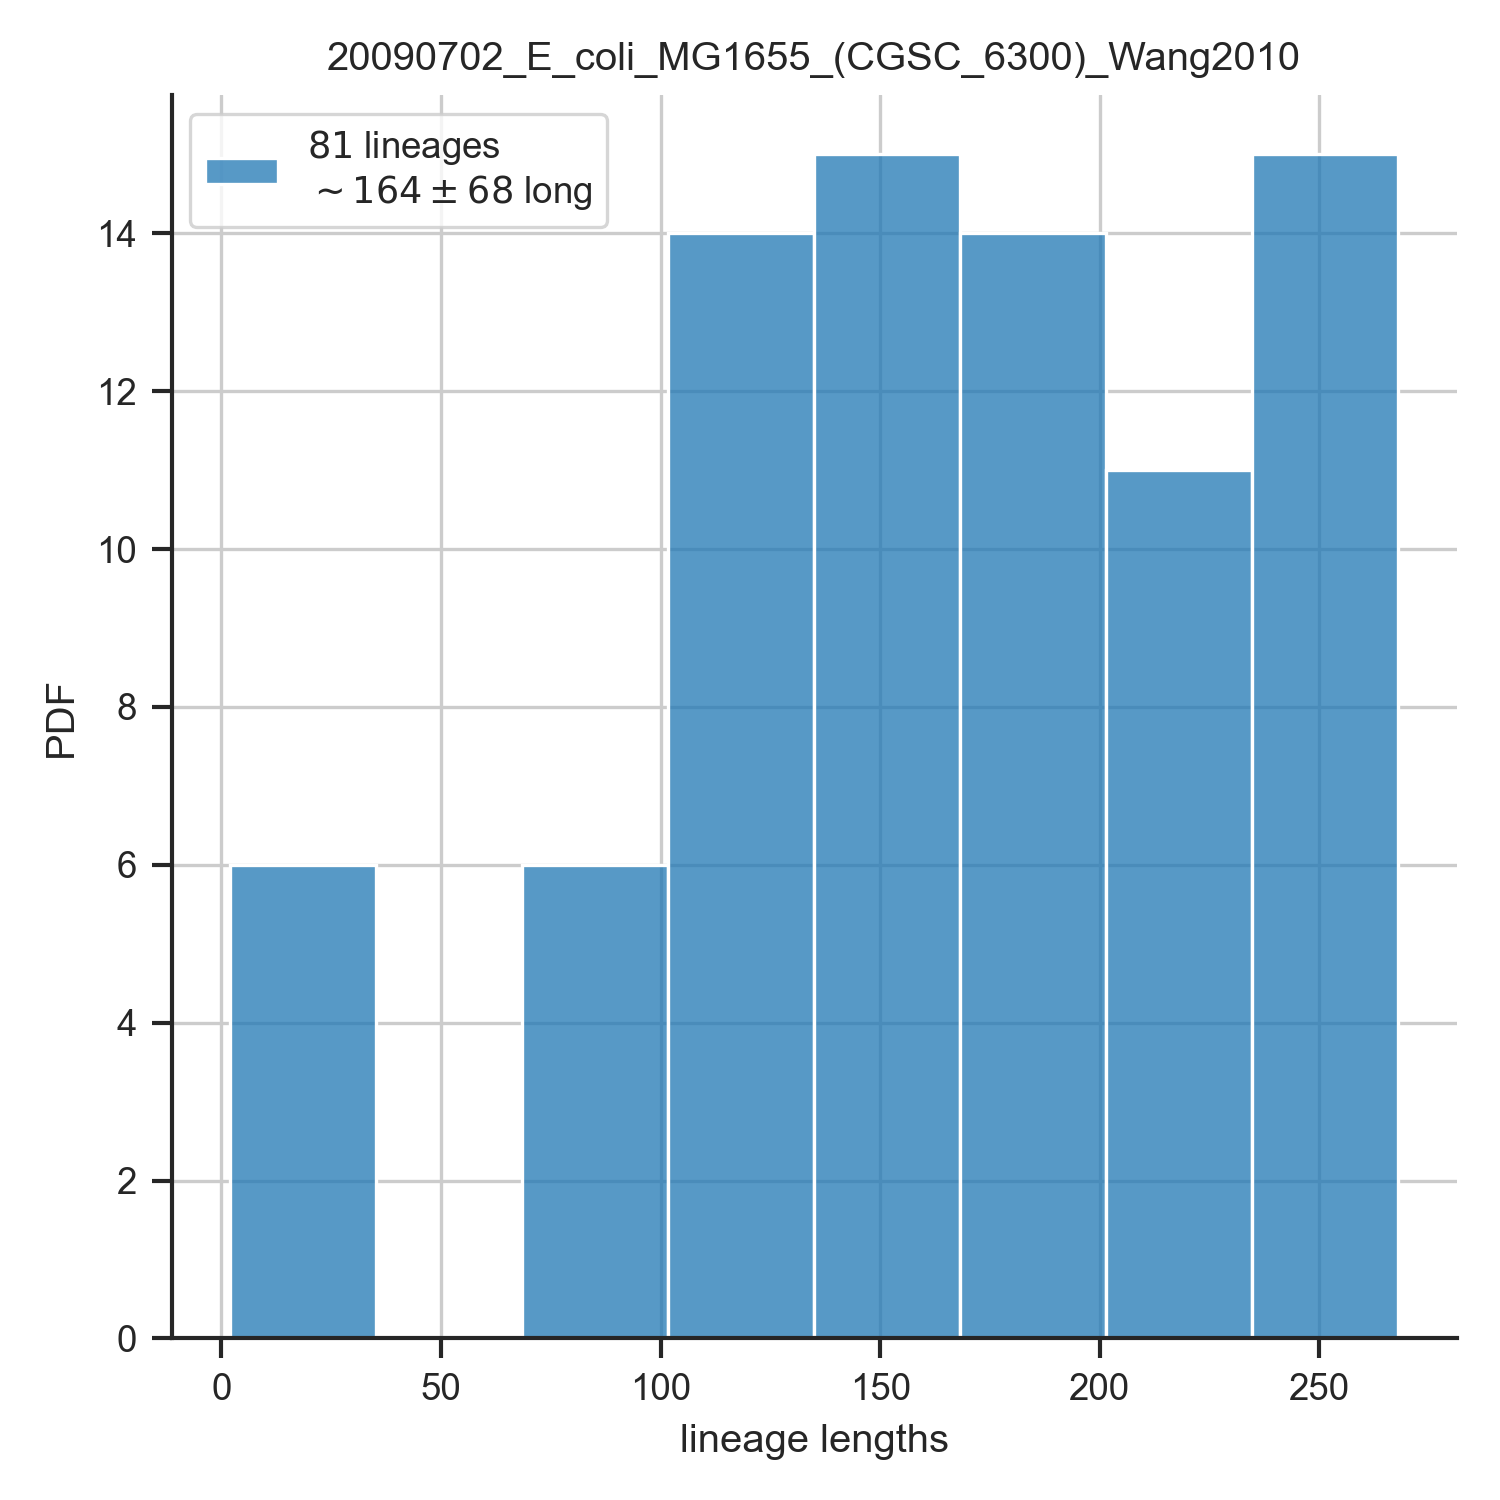 20090702_E_coli_MG1655_(CGSC_6300)_Wang2010
81 lineages
∼164 ± 68 long
PDF
14
12
10
8
6
4
2
0
0 50 100 150 200 250
lineage lengths